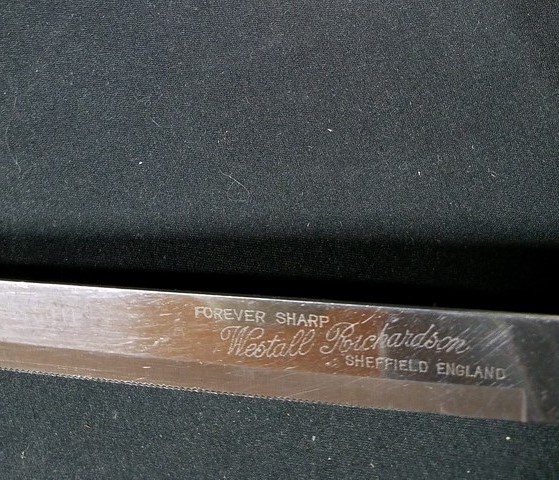 FOREVER SHARP
Westall Richardson
SHEFFIELD ENGLAND